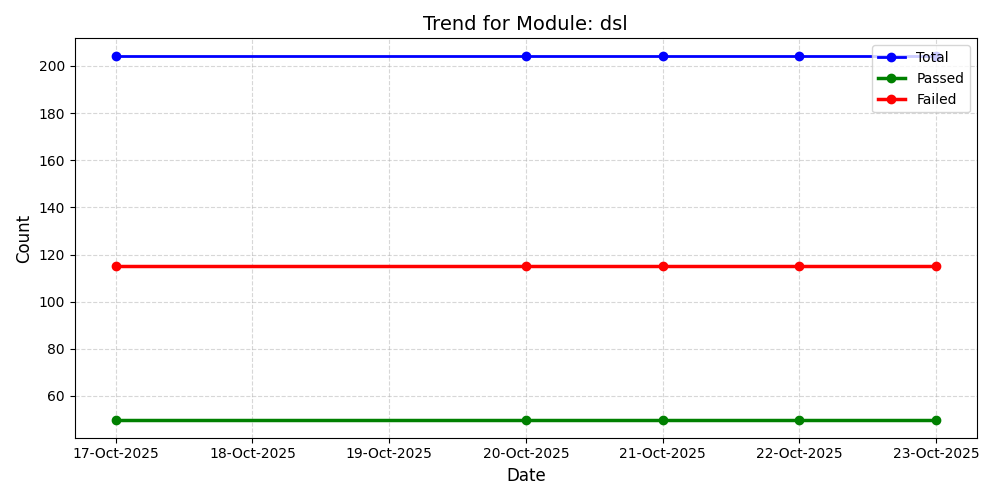 Trend for Module: dsl
Total
Passed
Failed
200
180
160
140
120
100
80
60
Count
17-Oct-2025 18-Oct-2025 19-Oct-2025 20-Oct-2025 21-Oct-2025 22-Oct-2025 23-Oct-2025
Date